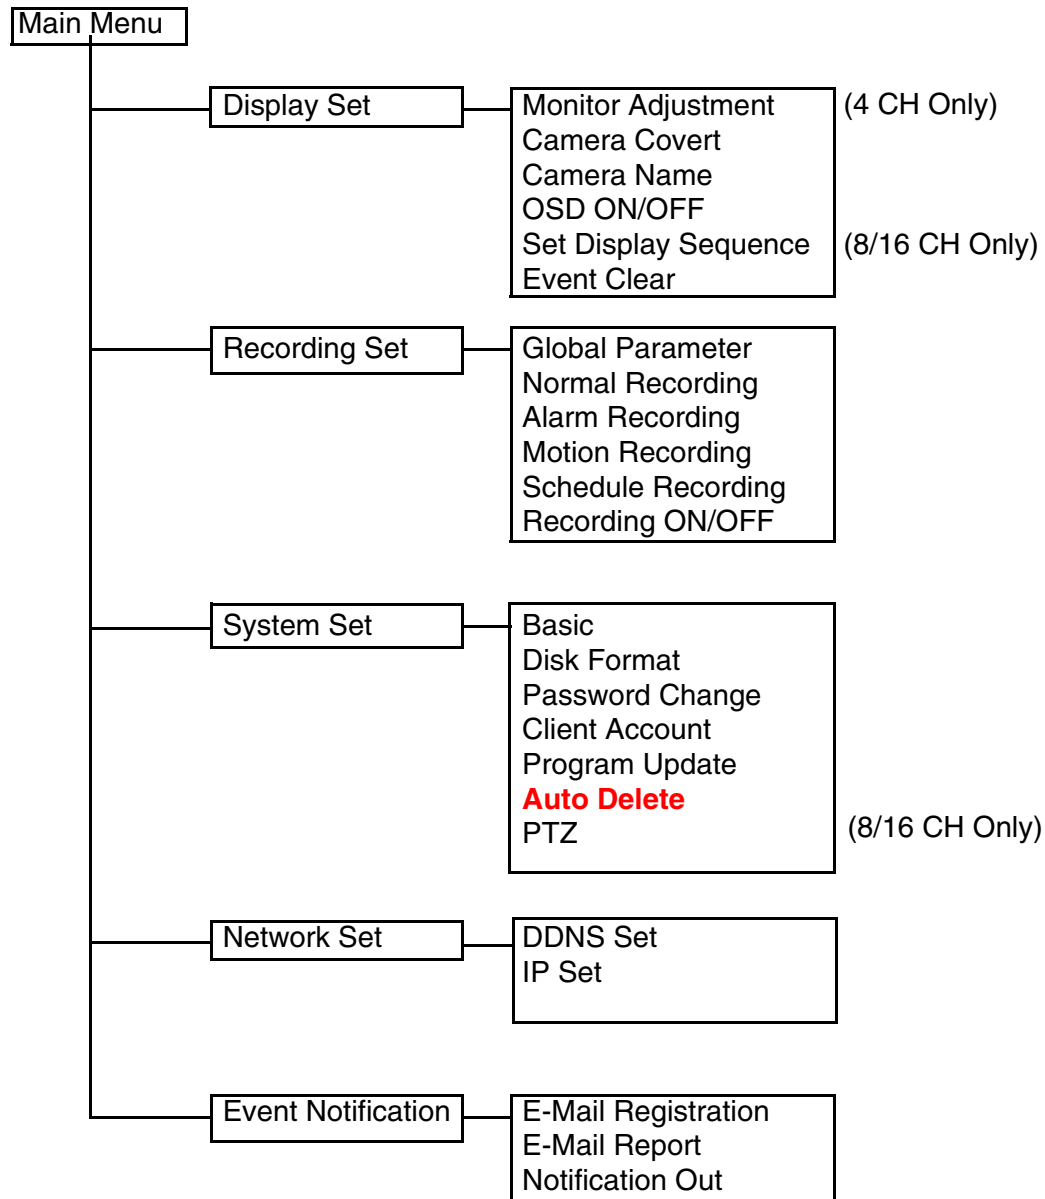 Main Menu
Display Set
Monitor Adjustment (4 CH Only)
Camera Covert
Camera Name
OSD ON/OFF
Set Display Sequence (8/16 CH Only)
Event Clear
Recording Set
Global Parameter
Normal Recording
Alarm Recording
Motion Recording
Schedule Recording
Recording ON/OFF
System Set
Basic
Disk Format
Password Change
Client Account
Program Update
Auto Delete
PTZ (8/16 CH Only)
Network Set
DDNS Set
IP Set
Event Notification
E-Mail Registration
E-Mail Report
Notification Out